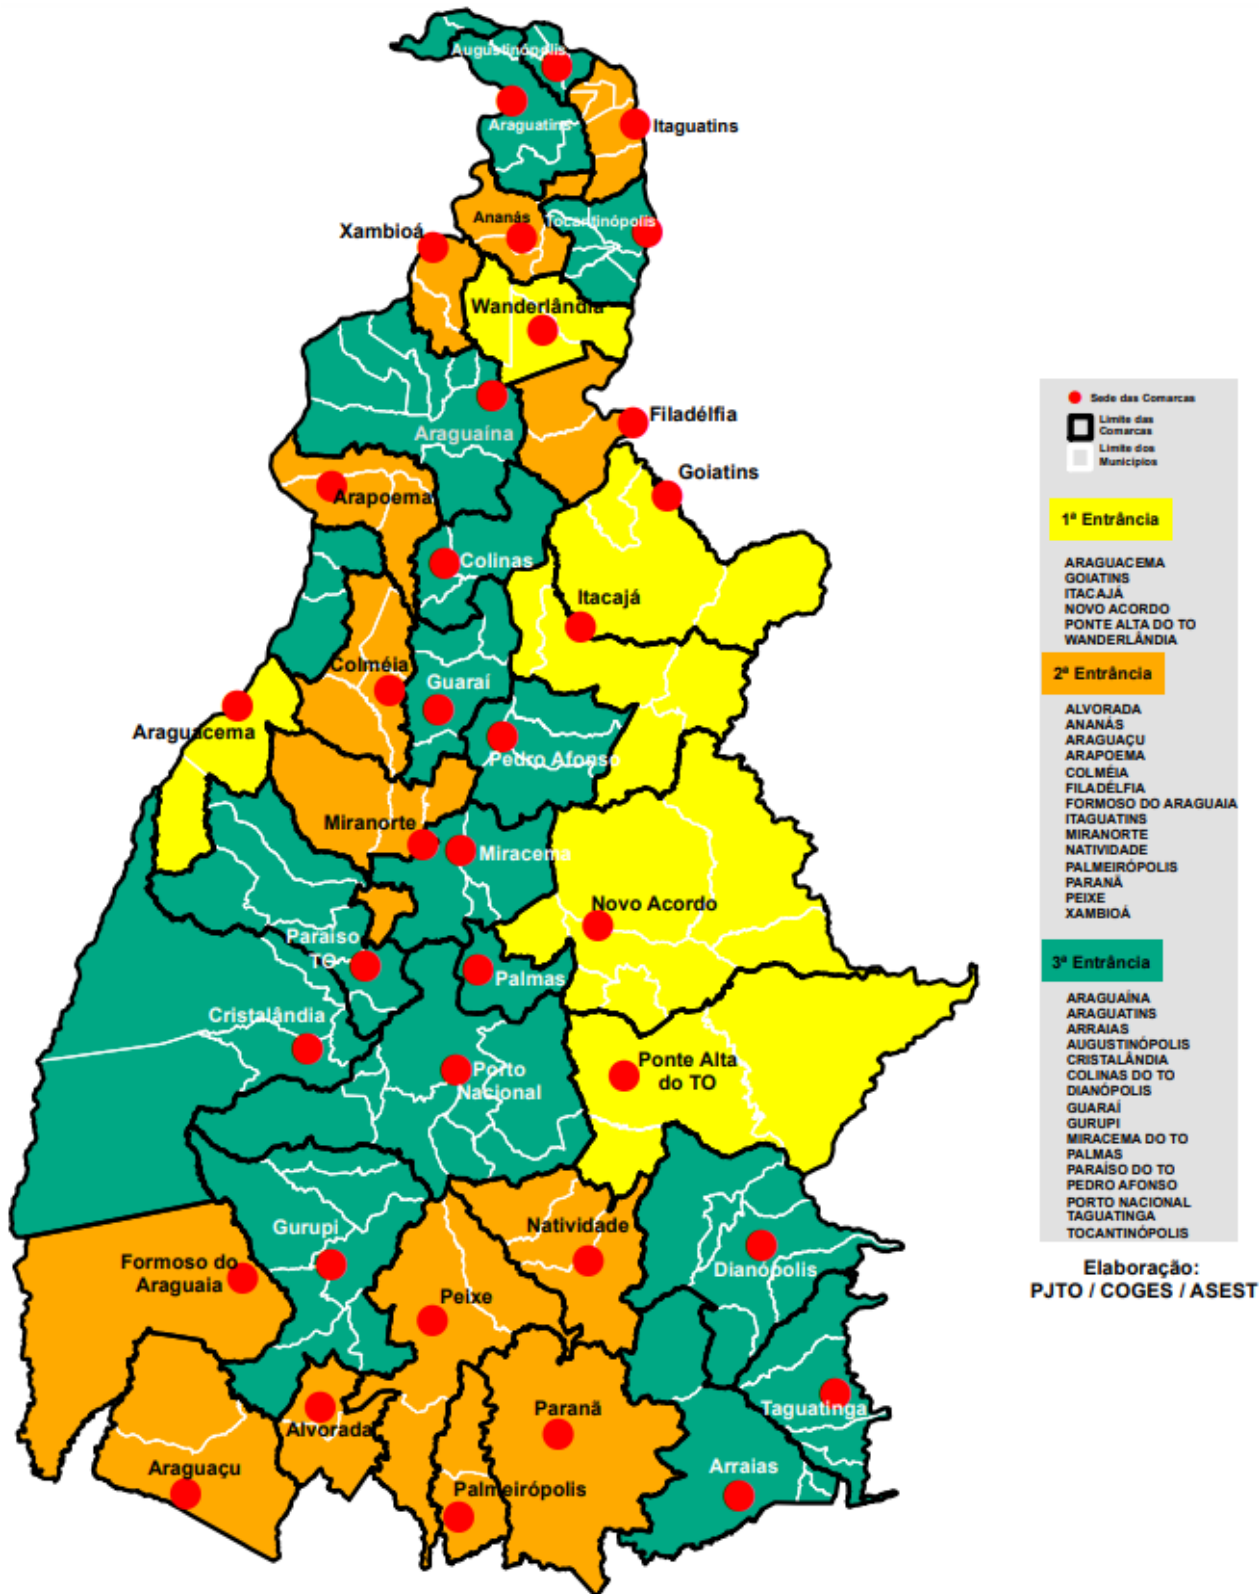 Augustinópolis
Araguatins
Itaguatins
Ananás
Tocantinópolis
Xambioá
Wanderlândia
Filadélfia
Araguaína
Goiatins
Arapoema
Colinas
Itacajá
Colméia
Guaraí
Araguacema
Pedro Afonso
Miranorte
Miracema
Novo Acordo
Paraíso
TO
Palmas
Cristalândia
Ponte Alta
do TO
Porto
Nacional
Natividade
Gurupi
Formoso do
Araguaia
Dianópolis
Peixe
Paranã
Taguatinga
Alvorada
Araguaçu
Arraias
Palmeirópolis
Sede das Comarcas
Limite das
Comarcas
Limite dos
Municípios
1ª Entrância
ARAGUACEMA
GOIATINS
ITACAJÁ
NOVO ACORDO
PONTE ALTA DO TO
WANDERLÂNDIA
2ª Entrância
ALVORADA
ANANÁS
ARAGUAÇU
ARAPOEMA
COLMÉIA
FILADÉLFIA
FORMOSO DO ARAGUAIA
ITAGUATINS
MIRANORTE
NATIVIDADE
PALMEIRÓPOLIS
PARANÃ
PEIXE
XAMBIOÁ
3ª Entrância
ARAGUAÍNA
ARAGUATINS
ARRAIAS
AUGUSTINÓPOLIS
CRISTALÂNDIA
COLINAS DO TO
DIANÓPOLIS
GUARAÍ
GURUPI
MIRACEMA DO TO
PALMAS
PARAÍSO DO TO
PEDRO AFONSO
PORTO NACIONAL
TAGUATINGA
TOCANTINÓPOLIS
Elaboração:
PJTO / COGES / ASEST